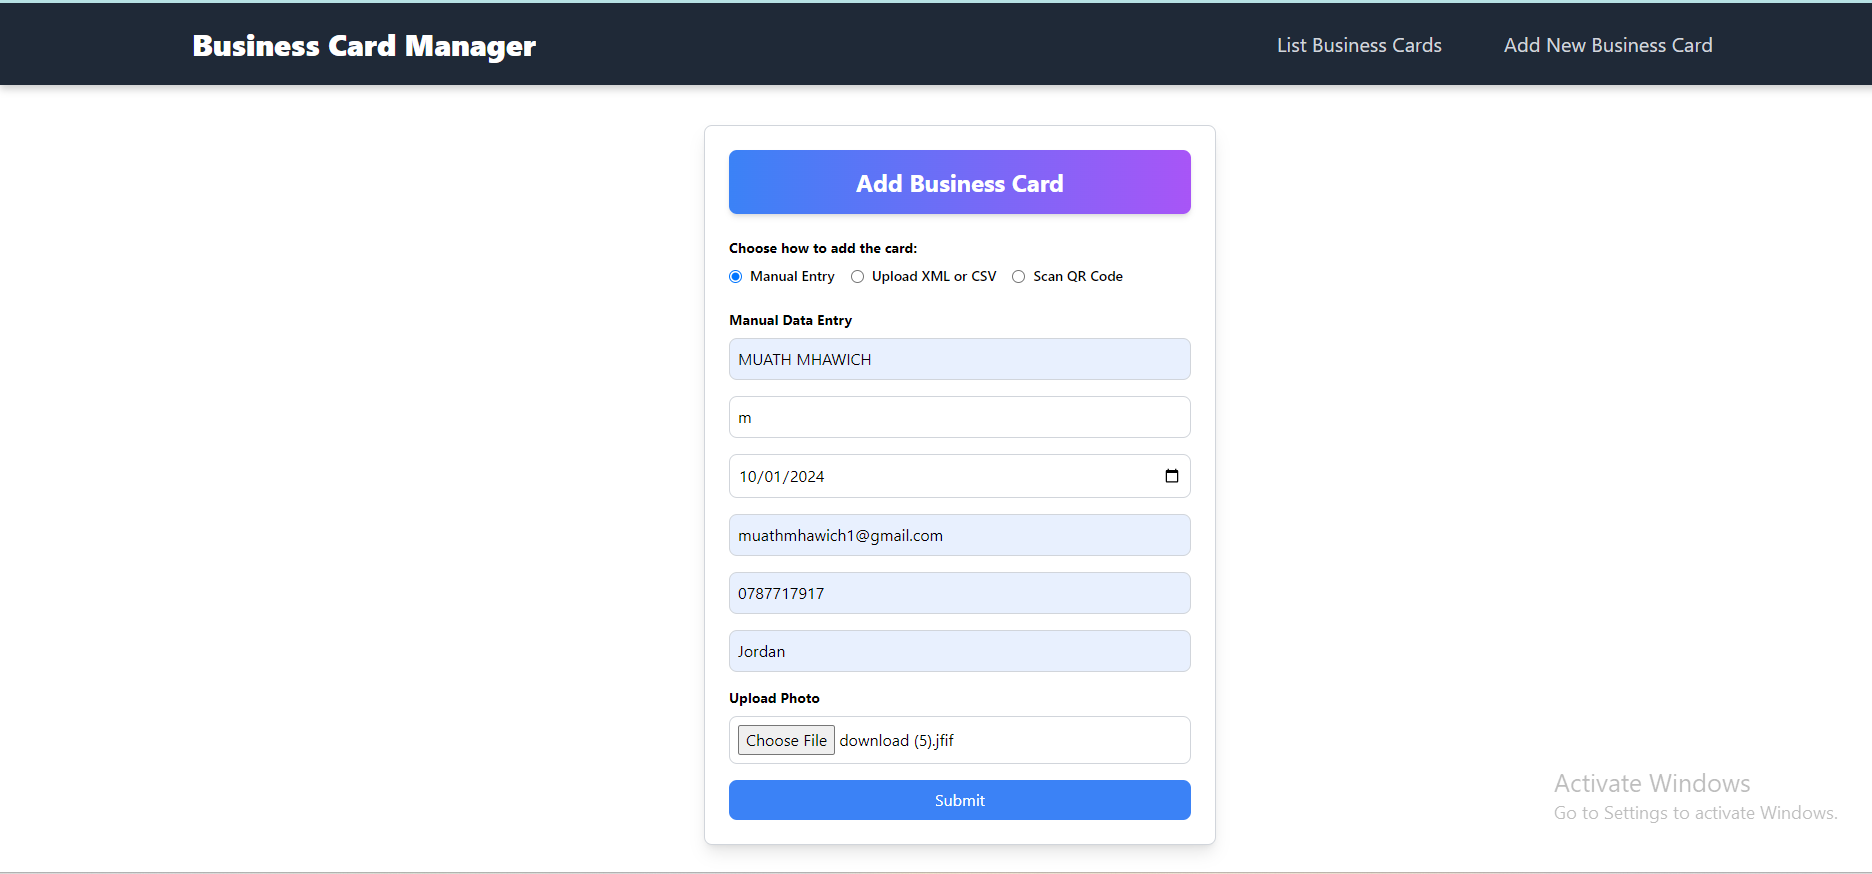 Business Card Manager
List Business Cards
Add New Business Card
Add Business Card
Choose how to add the card:
Manual Entry
Upload XML or CSV
Scan QR Code
Manual Data Entry
MUATH MHAWICH
m
10/01/2024
muathmhawich1@gmail.com
0787717917
Jordan
Upload Photo
Choose File download (5).jfif
Submit
Activate Windows
Go to Settings to activate Windows.